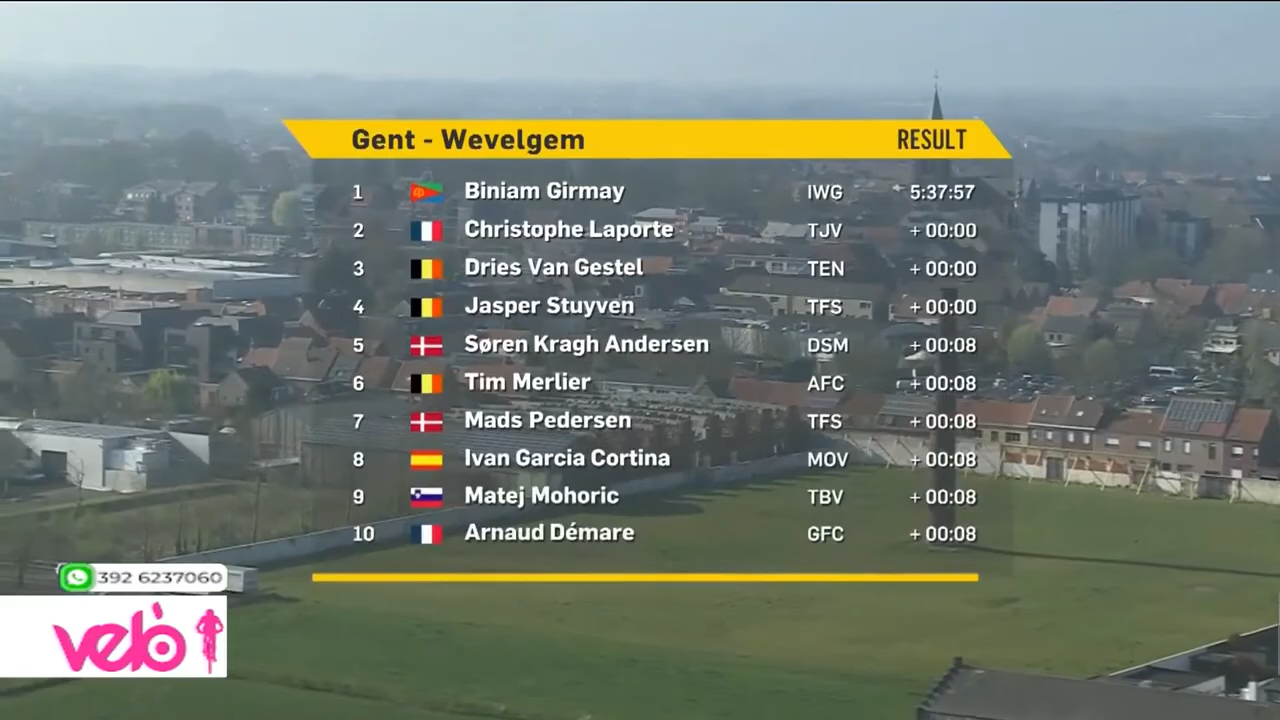 Gent - Wevelgem RESULT
1 Biniam Girmay IWG 5:37:57
2 Christophe Laporte TJV + 00:00
3 Dries Van Gestel TEN + 00:00
4 Jasper Stuyven TFS + 00:00
5 Søren Kragh Andersen DSM + 00:08
6 Tim Merlier AFC + 00:08
7 Mads Pedersen TFS + 00:08
8 Ivan Garcia Cortina MOV + 00:08
9 Matej Mohoric TBV + 00:08
10 Arnaud Démare GFC + 00:08
392 6237060
velò